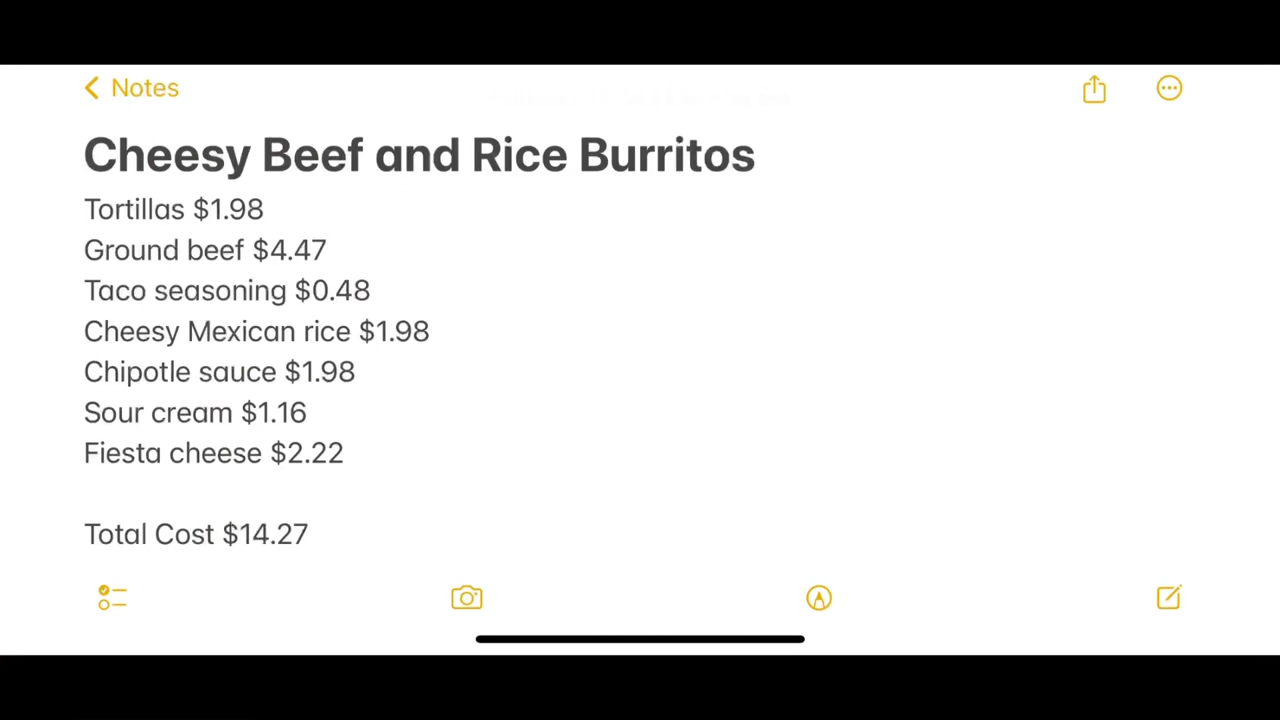 Notes
Cheesy Beef and Rice Burritos
Tortillas $1.98
Ground beef $4.47
Taco seasoning $0.48
Cheesy Mexican rice $1.98
Chipotle sauce $1.98
Sour cream $1.16
Fiesta cheese $2.22
Total Cost $14.27